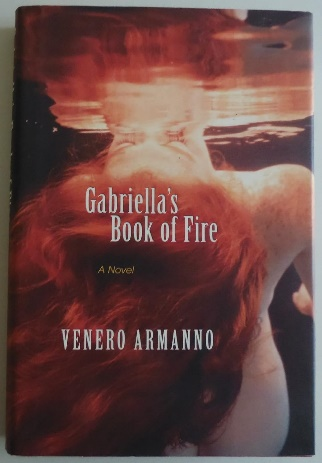 Gabriella's
Book of Fire
A Novel
VENERO ARMANNO